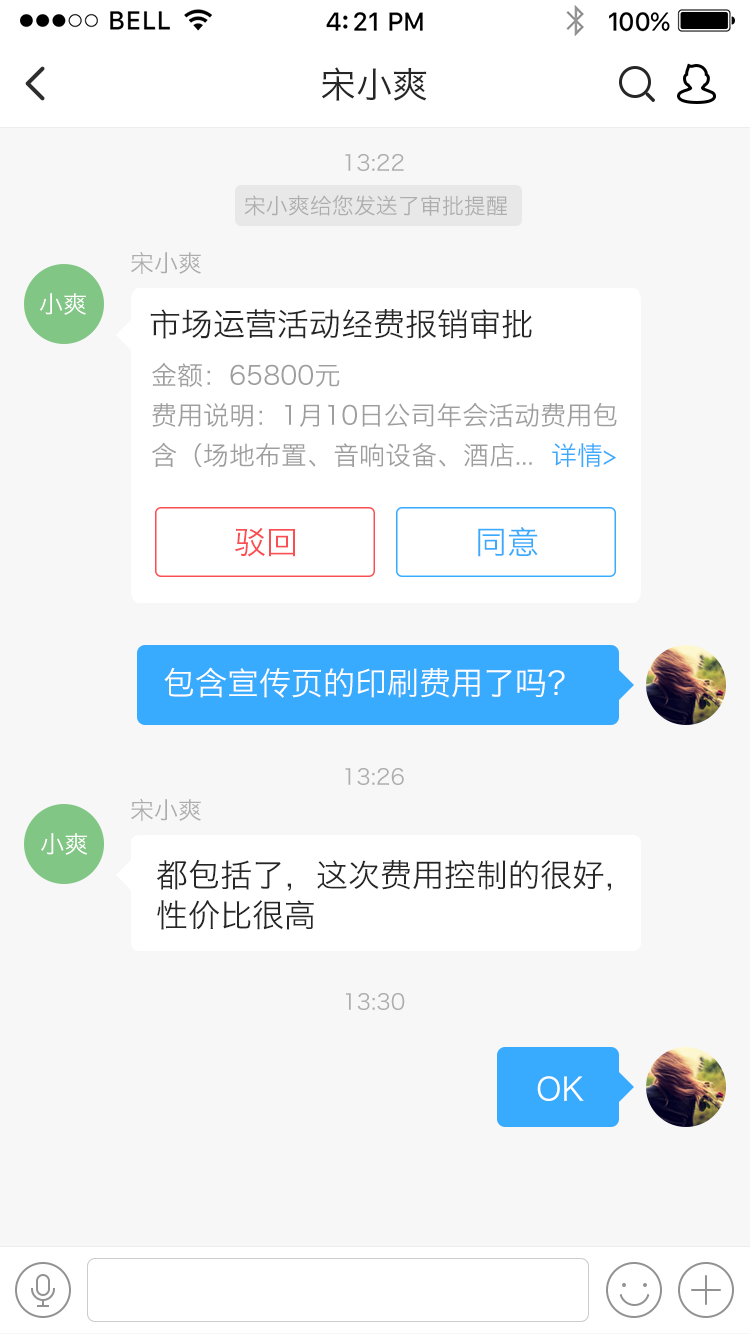 BELL 4:21 PM 100%
宋小爽
13:22
宋小爽给您发送了审批提醒
宋小爽
小爽
市场运营活动经费报销审批
金额：65800元
费用说明：1月10日公司年会活动费用包
含（场地布置、音响设备、酒店... 详情>
驳回 同意
包含宣传页的印刷费用了吗？
13:26
宋小爽
小爽
都包括了，这次费用控制的很好，
性价比很高
13:30
OK